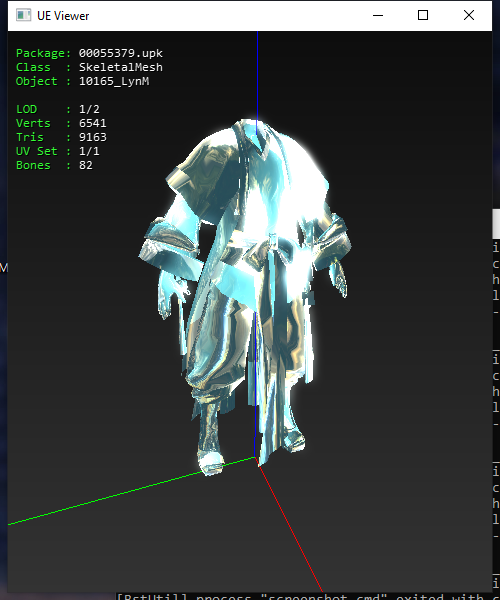 UE Viewer
Package: 00055379.upk
Class : SkeletalMesh
Object : 10165_LynM
LOD : 1/2
Verts : 6541
Tris : 9163
UV Set : 1/1
Bones : 82
M
i
c
h
l
-
i
c
h
l
-
i
c
h
l
-
i
[BstUtil] process "screenshot.cmd" exited with c